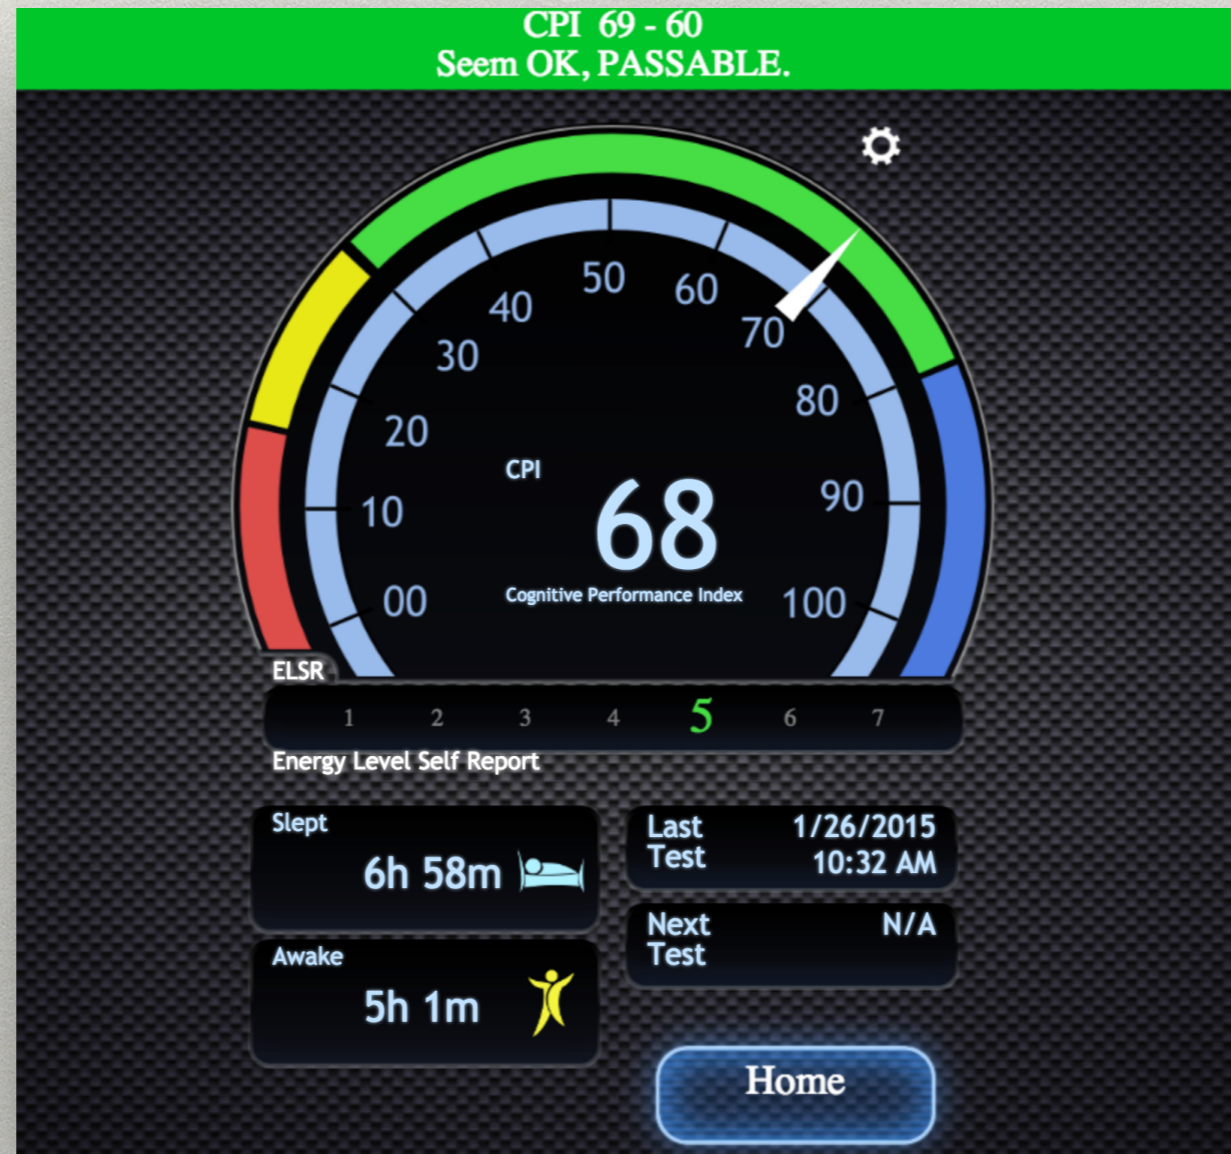 CPI 69 - 60
Seem OK, PASSABLE.
50
40
60
30
70
20
80
10
90
00
100
CPI
68
Cognitive Performance Index
ELSR
1 2 3 4 5 6 7
Energy Level Self Report
Slept
6h 58m
Awake
5h 1m
Last Test
1/26/2015
10:32 AM
Next Test
N/A
Home